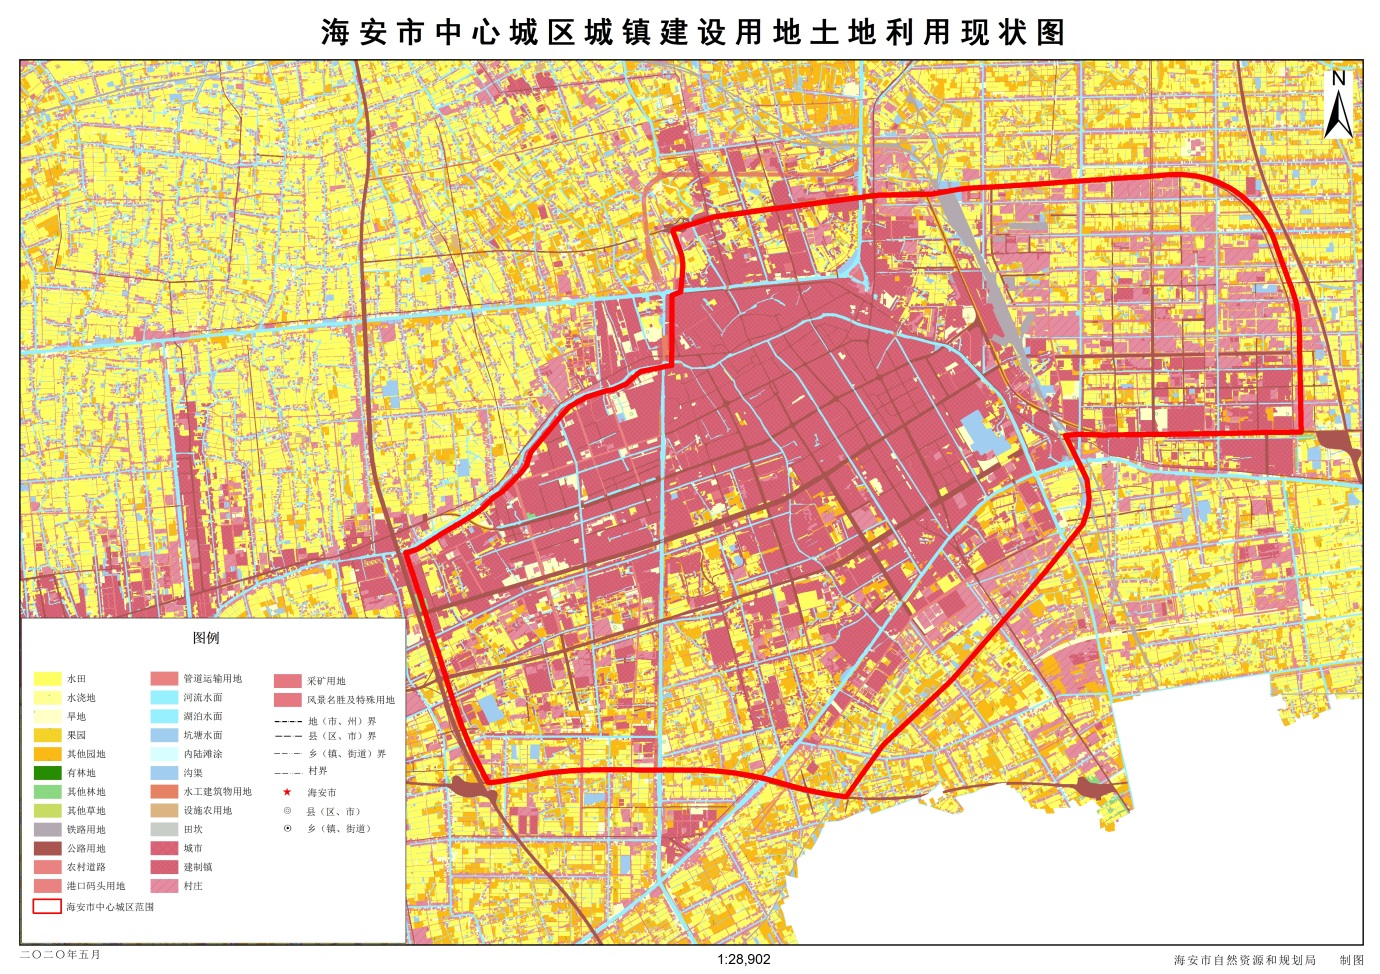 海安市中心城区城镇建设用地土地利用现状图
N
图例
水田
水浇地
旱地
果园
其他园地
有林地
其他林地
其他草地
铁路用地
公路用地
农村道路
港口码头用地
海安市中心城区范围
管道运输用地
河流水面
湖泊水面
坑塘水面
内陆滩涂
沟渠
水工建筑物用地
设施农用地
田坎
城市
建制镇
村庄
采矿用地
风景名胜及特殊用地
地（市、州）界
县（区、市）界
乡（镇、街道）界
村界
海安市
县（区、市）
乡（镇、街道）
二〇二〇年五月
1:28,902
海安市自然资源和规划局 制图